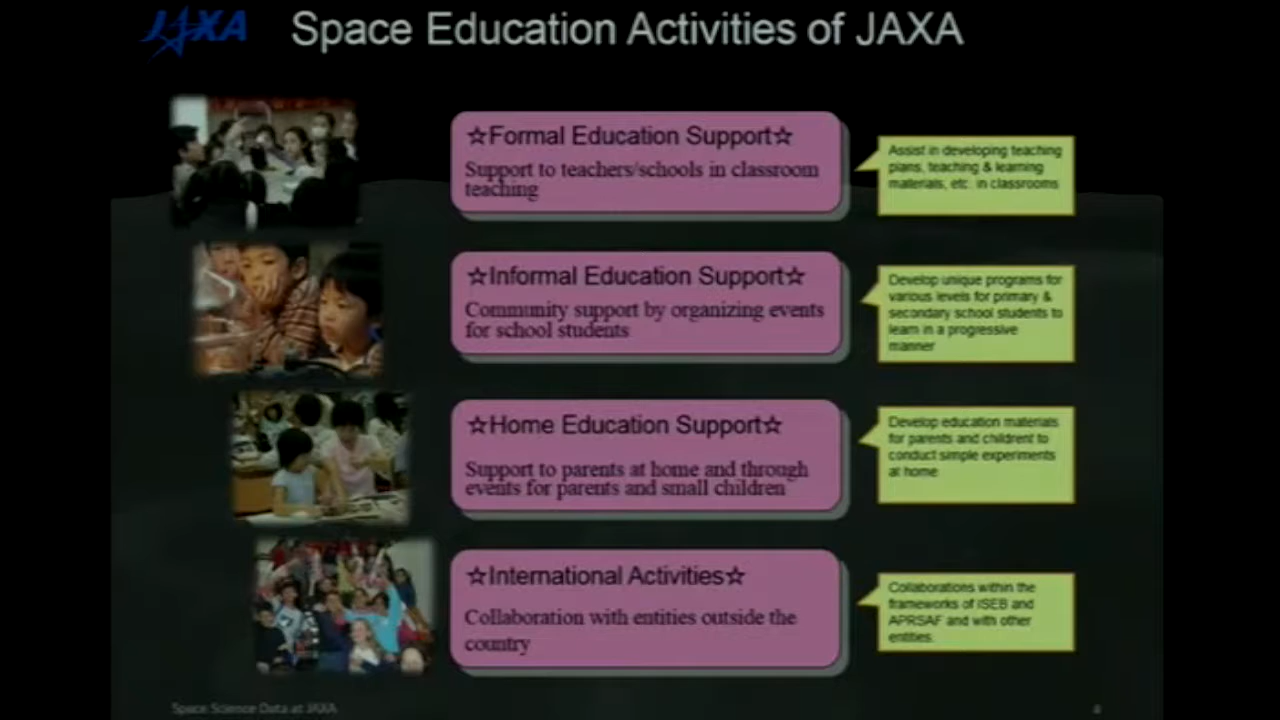 JAXA
Space Education Activities of JAXA
☆Formal Education Support☆
Support to teachers/schools in classroom
teaching
Assist in developing teaching
plans, teaching & learning
materials, etc. in classrooms
☆Informal Education Support☆
Community support by organizing events
for school students
Develop unique programs for
various levels for primary &
secondary school students to
learn in a progressive
manner
☆Home Education Support☆
Support to parents at home and through
events for parents and small children
Develop education materials
for parents and childrent to
conduct simple experiments
at home
☆International Activities☆
Collaboration with entities outside the
country
Collaborations within the
frameworks of ISEB and
APRSAF and with other
entities.
Space Science Data at JAXA
4